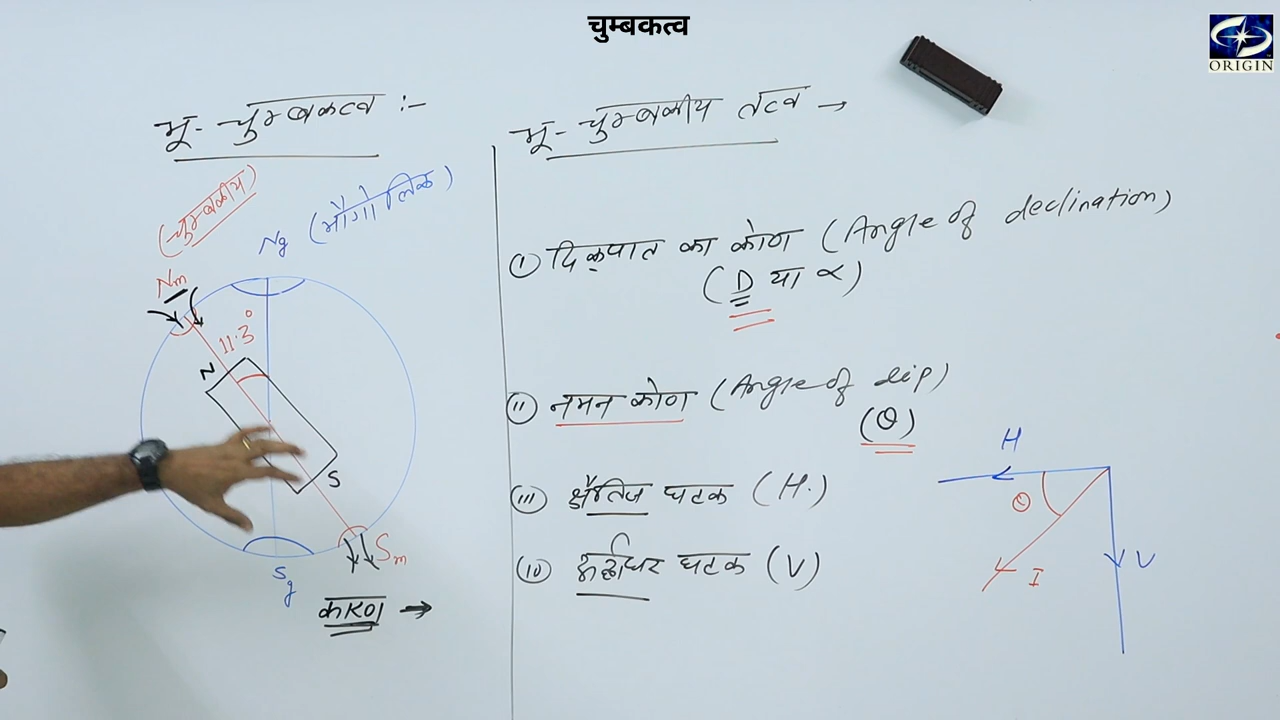 चुम्बकत्व
ORIGIN
भू-चुम्बकत्व :-
(चुम्बकीय)
Ng (भौगोलिक)
Nm
11.3°
N
S
Sm
Sg
कारण →
भू-चुम्बकीय तत्व →
(i) दिक्पात का कोण (Angle of declination)
(D या α)
(ii) नमन कोण (Angle of dip)
(θ)
(iii) क्षैतिज घटक (H.)
(iv) ऊर्ध्वाधर घटक (V)
H
θ
I
V